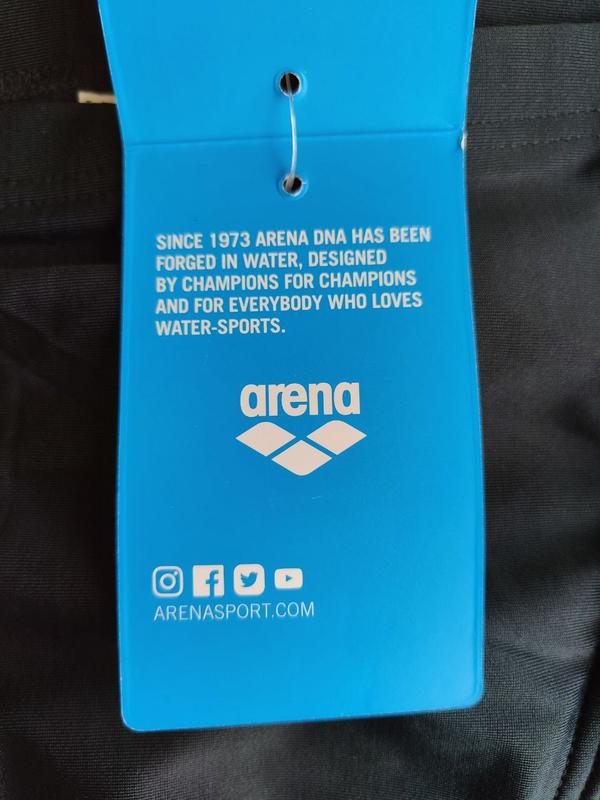 SINCE 1973 ARENA DNA HAS BEEN
FORGED IN WATER, DESIGNED
BY CHAMPIONS FOR CHAMPIONS
AND FOR EVERYBODY WHO LOVES
WATER-SPORTS.
arena
ARENASPORT.COM